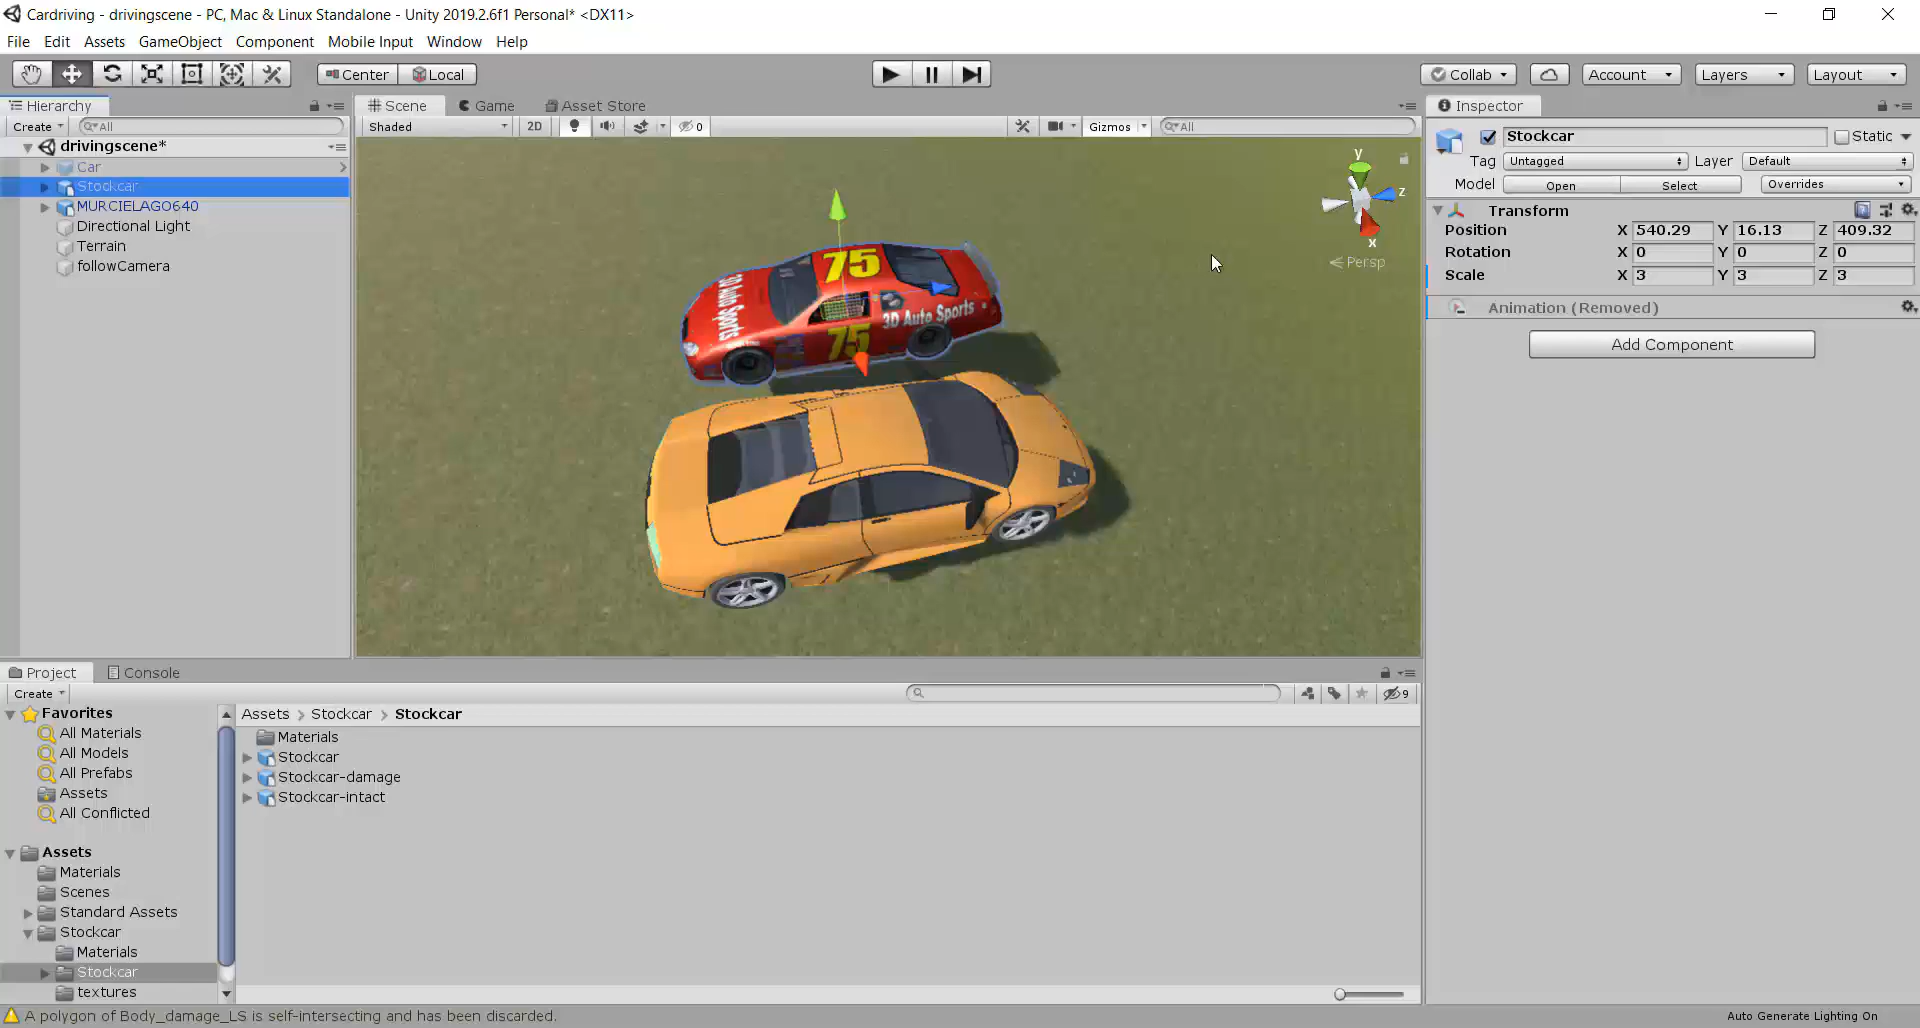 Cardriving - drivingscene - PC, Mac & Linux Standalone - Unity 2019.2.6f1 Personal* <DX11>
File Edit Assets GameObject Component Mobile Input Window Help
Center Local Collab Account Layers Layout
Hierarchy
Create All
drivingscene*
Car
Stockcar
MURCIELAGO640
Directional Light
Terrain
followCamera
Scene Game Asset Store
Shaded 2D 0 Gizmos All
y
z
x
Persp
75
3D Auto Sports
3D Auto Sports
75
Inspector
Stockcar Static
Tag Untagged Layer Default
Model Open Select Overrides
Transform
Position X 540.29 Y 16.13 Z 409.32
Rotation X 0 Y 0 Z 0
Scale X 3 Y 3 Z 3
Animation (Removed)
Add Component
Project Console
Create 9
Favorites
All Materials
All Models
All Prefabs
Assets
All Conflicted
Assets
Materials
Scenes
Standard Assets
Stockcar
Materials
Stockcar
textures
Assets > Stockcar > Stockcar
Materials
Stockcar
Stockcar-damage
Stockcar-intact
A polygon of Body_damage_LS is self-intersecting and has been discarded.
Auto Generate Lighting On